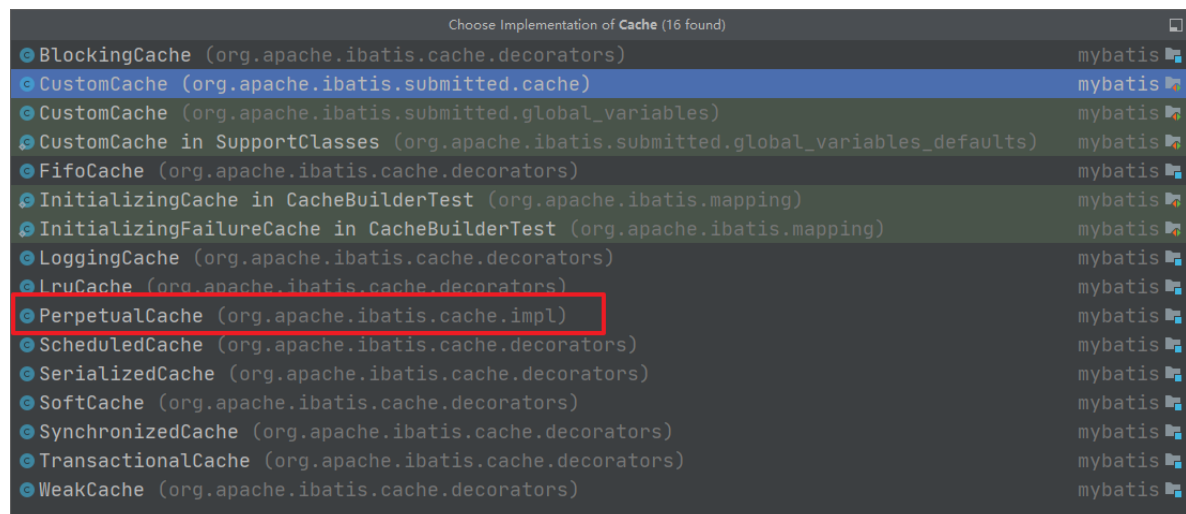 Choose Implementation of Cache (16 found)
BlockingCache (org.apache.ibatis.cache.decorators) mybatis
CustomCache (org.apache.ibatis.submitted.cache) mybatis
CustomCache (org.apache.ibatis.submitted.global_variables) mybatis
CustomCache in SupportClasses (org.apache.ibatis.submitted.global_variables_defaults) mybatis
FifoCache (org.apache.ibatis.cache.decorators) mybatis
InitializingCache in CacheBuilderTest (org.apache.ibatis.mapping) mybatis
InitializingFailureCache in CacheBuilderTest (org.apache.ibatis.mapping) mybatis
LoggingCache (org.apache.ibatis.cache.decorators) mybatis
LruCache (org.apache.ibatis.cache.decorators) mybatis
PerpetualCache (org.apache.ibatis.cache.impl) mybatis
ScheduledCache (org.apache.ibatis.cache.decorators) mybatis
SerializedCache (org.apache.ibatis.cache.decorators) mybatis
SoftCache (org.apache.ibatis.cache.decorators) mybatis
SynchronizedCache (org.apache.ibatis.cache.decorators) mybatis
TransactionalCache (org.apache.ibatis.cache.decorators) mybatis
WeakCache (org.apache.ibatis.cache.decorators) mybatis